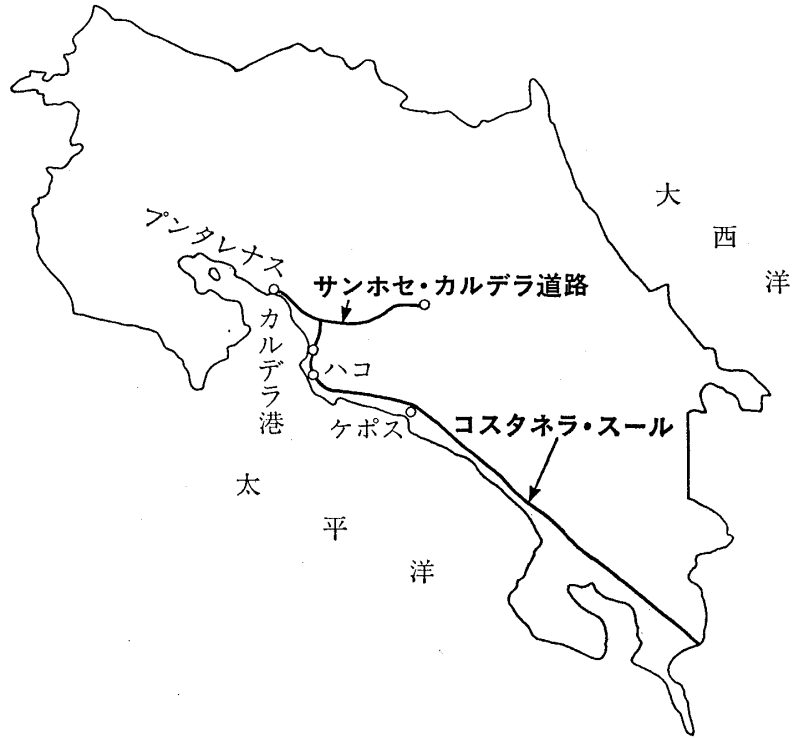 大西洋
プンタレナス
サンホセ・カルデラ道路
カルデラ港
ハコ
ケポス
コスタネラ・スール
太平洋